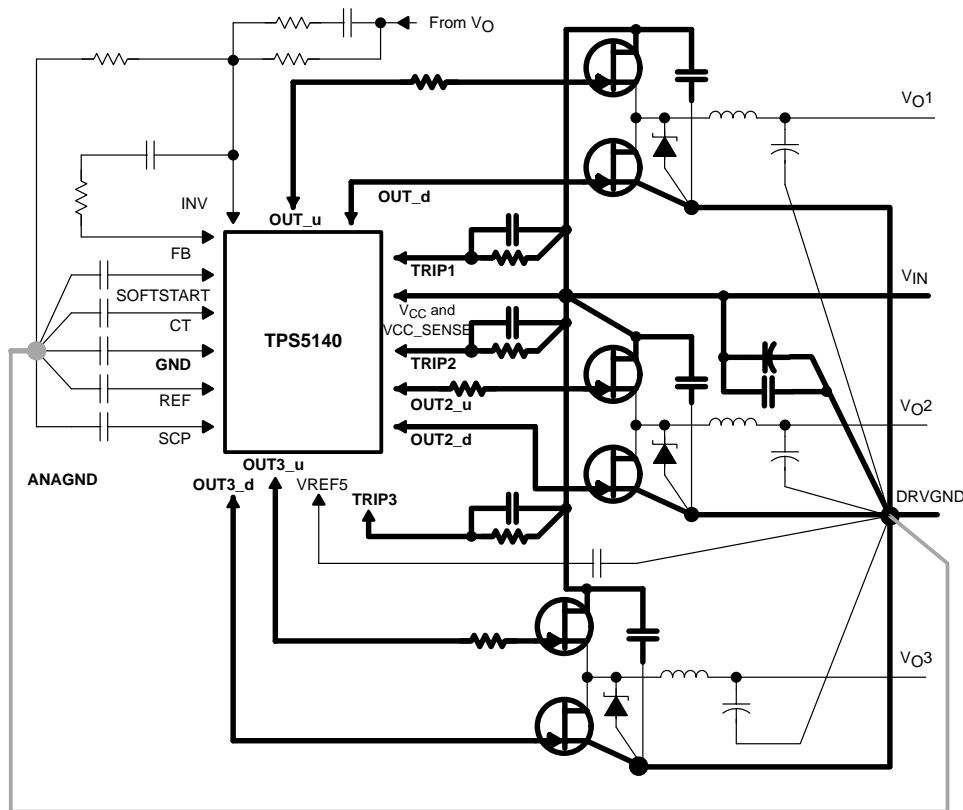 From VO
VO1
INV
OUT_u
OUT_d
FB
TRIP1
SOFTSTART
VIN
CT
VCC and
VCC_SENSE
TPS5140
GND
TRIP2
REF
OUT2_u
VO2
SCP
OUT2_d
OUT3_u
ANAGND
OUT3_d
VREF5
TRIP3
DRVGND
VO3